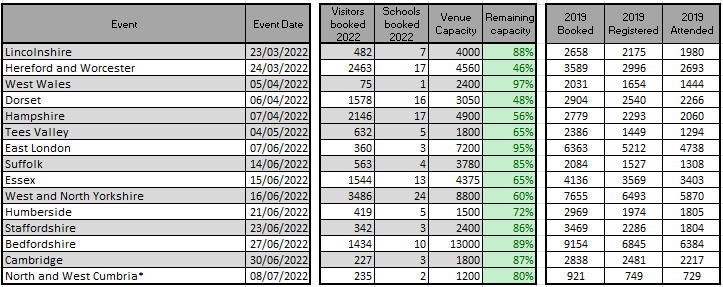 Event Event Date Visitors booked 2022 Schools booked 2022 Venue Capacity Remaining capacity 2019 Booked 2019 Registered 2019 Attended
Lincolnshire 23/03/2022 482 7 4000 88% 2658 2175 1980
Hereford and Worcester 24/03/2022 2463 17 4560 46% 3589 2996 2693
West Wales 05/04/2022 75 1 2400 97% 2031 1654 1444
Dorset 06/04/2022 1578 16 3050 48% 2904 2540 2266
Hampshire 07/04/2022 2146 17 4900 56% 2779 2293 2060
Tees Valley 04/05/2022 632 5 1800 65% 2386 1449 1294
East London 07/06/2022 360 3 7200 95% 6363 5212 4738
Suffolk 14/06/2022 563 4 3780 85% 2084 1527 1308
Essex 15/06/2022 1544 13 4375 65% 4136 3569 3403
West and North Yorkshire 16/06/2022 3486 24 8800 60% 7655 6493 5870
Humberside 21/06/2022 419 5 1500 72% 2969 1974 1805
Staffordshire 23/06/2022 342 3 2400 86% 3469 2286 1804
Bedfordshire 27/06/2022 1434 10 13000 89% 9154 6845 6384
Cambridge 30/06/2022 227 3 1800 87% 2838 2481 2217
North and West Cumbria* 08/07/2022 235 2 1200 80% 921 749 729